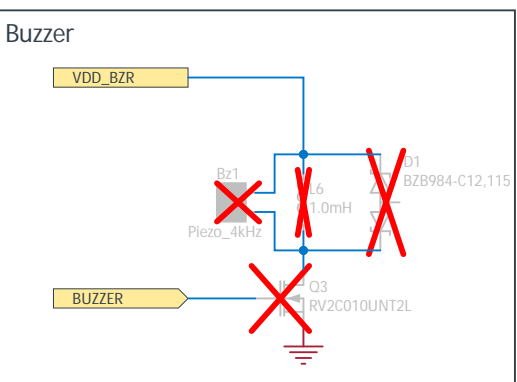 Buzzer
VDD_BZR
Bz1
Piezo_4kHz
L6
1.0mH
D1
BZB984-C12,115
BUZZER
Q3
RV2C010UNT2L